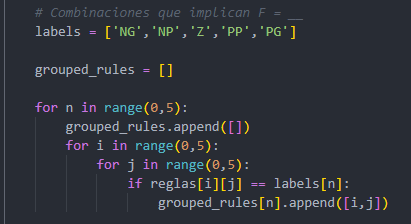 # Combinaciones que implican F = __
labels = ['NG','NP','Z','PP','PG']
grouped_rules = []
for n in range(0,5):
    grouped_rules.append([])
    for i in range(0,5):
        for j in range(0,5):
            if reglas[i][j] == labels[n]:
                grouped_rules[n].append([i,j])